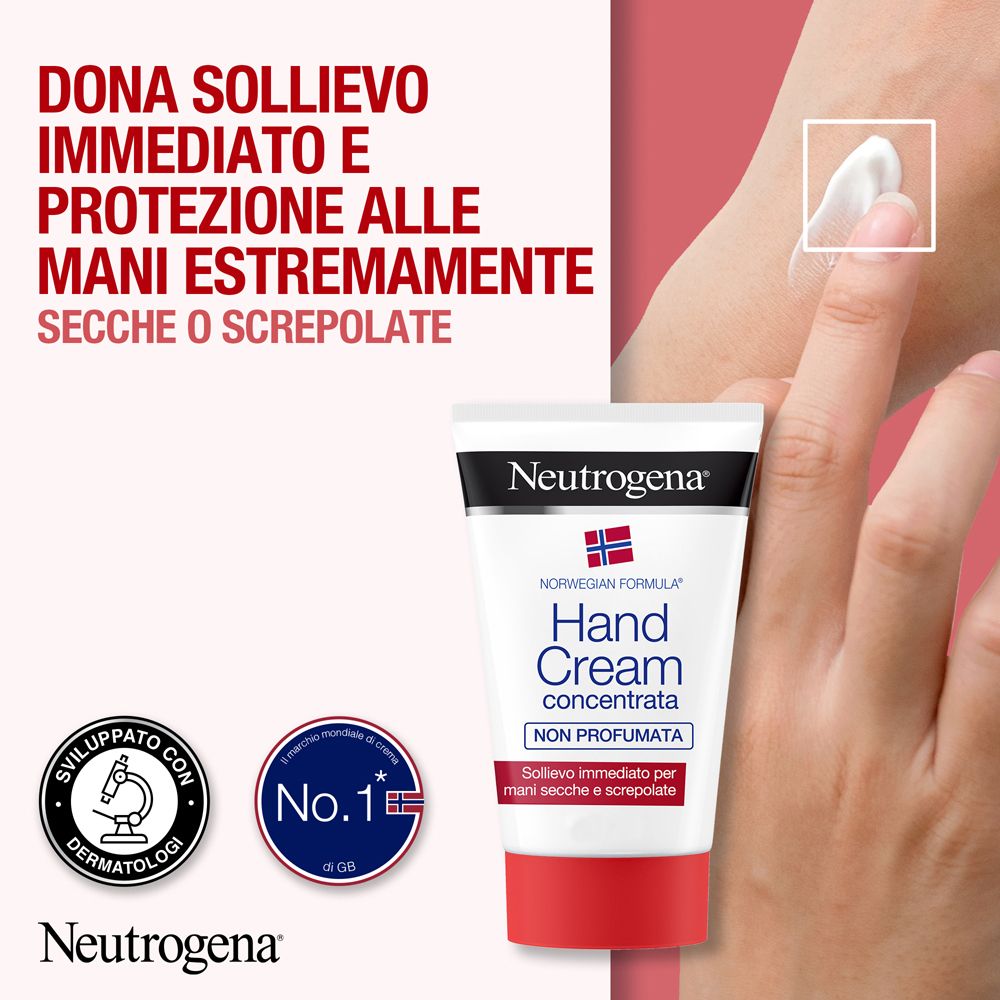 DONA SOLLIEVO
IMMEDIATO E
PROTEZIONE ALLE
MANI ESTREMAMENTE
SECCHE O SCREPOLATE
Neutrogena®
NORWEGIAN FORMULA®
Hand
Cream
concentrata
NON PROFUMATA
Sollievo immediato per
mani secche e screpolate
SVILUPPATO CON
DERMATOLOGI
Il marchio mondiale di crema
No.1*
di GB
Neutrogena®